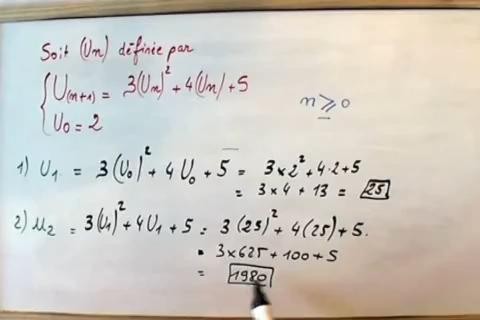 Soit (Un) définie par
U(n+1) = 3(Un)² + 4(Un) + 5
U0 = 2
n ⩾ 0
1) U1 = 3(U0)² + 4U0 + 5 = 3×2² + 4·2+5
= 3×4 + 13 = 25
2) U2 = 3(U1)² + 4U1 + 5 = 3(25)² + 4(25) + 5.
= 3×625 + 100 + 5
= 1980